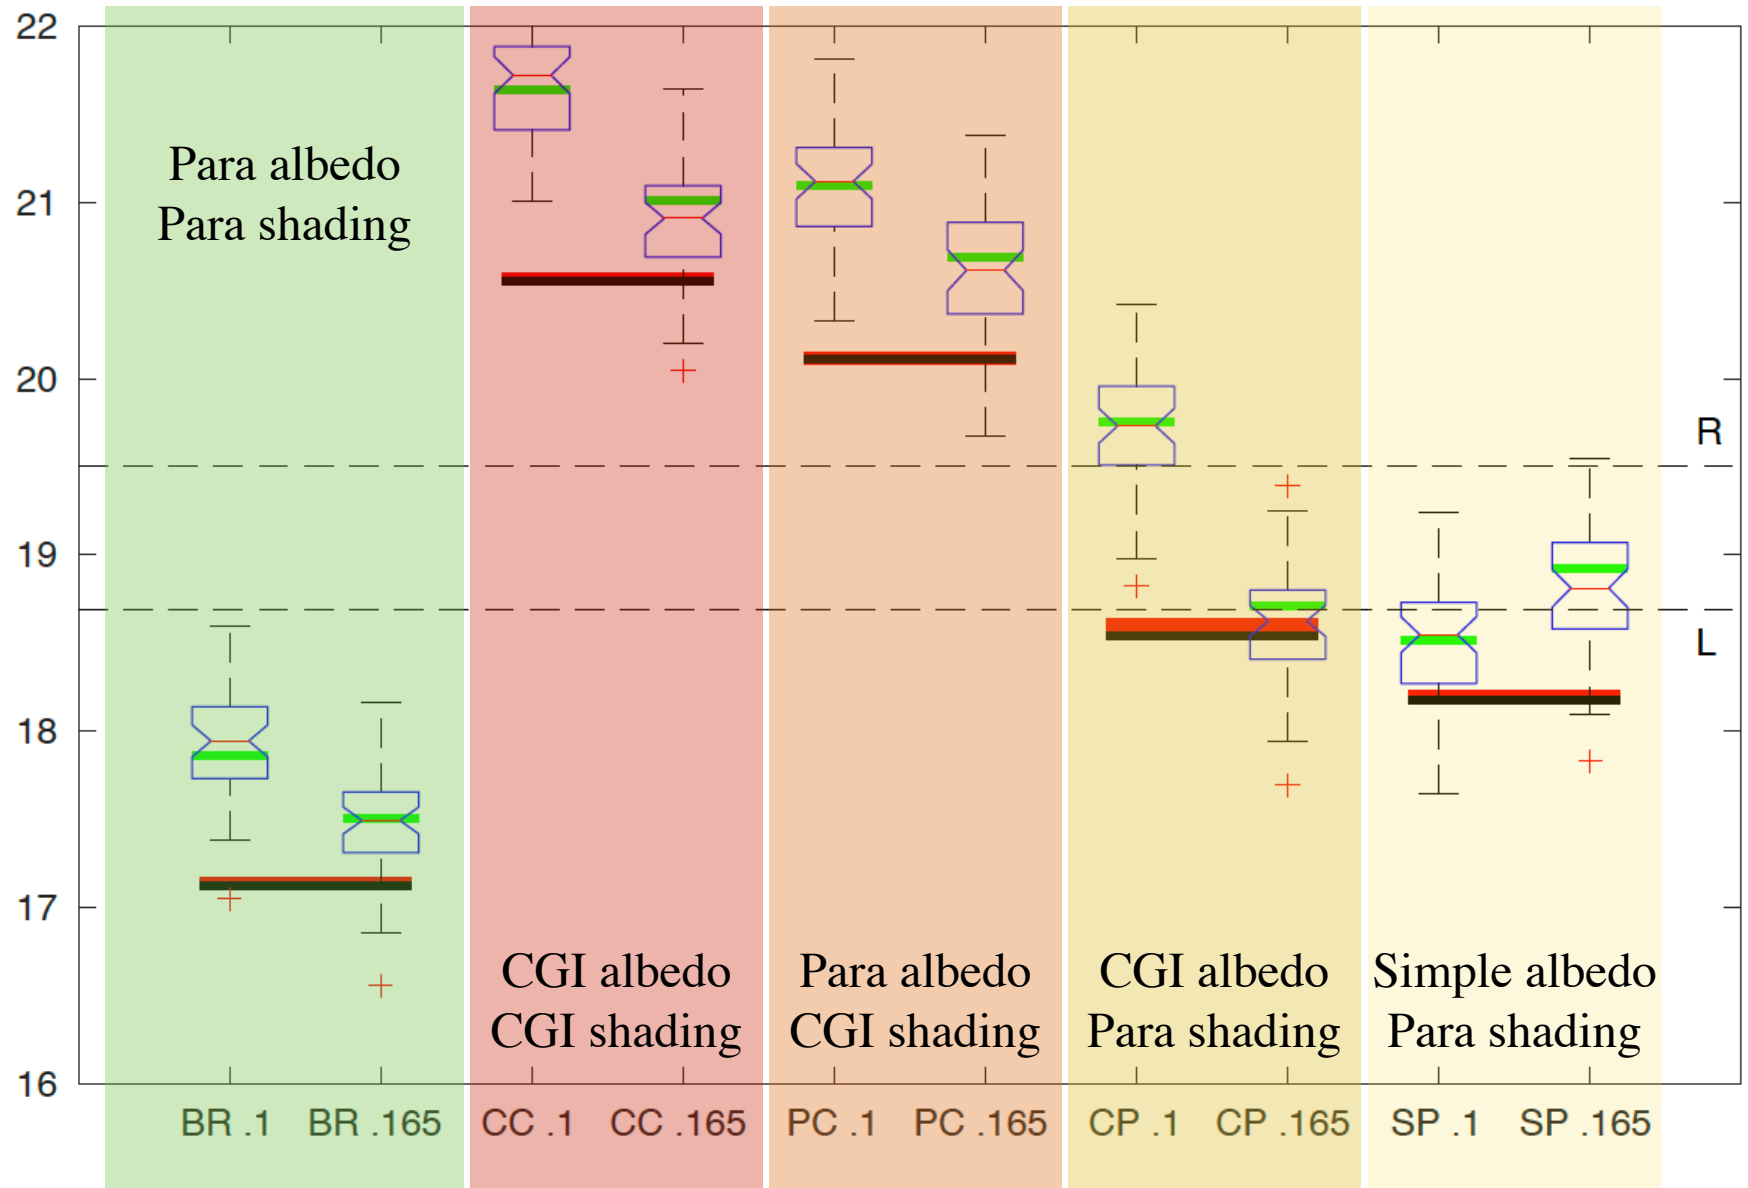 22
21
20
19
18
17
16
Para albedo
Para shading
CGI albedo
CGI shading
Para albedo
CGI shading
CGI albedo
Para shading
Simple albedo
Para shading
R
L
BR .1 BR .165 CC .1 CC .165 PC .1 PC .165 CP .1 CP .165 SP .1 SP .165